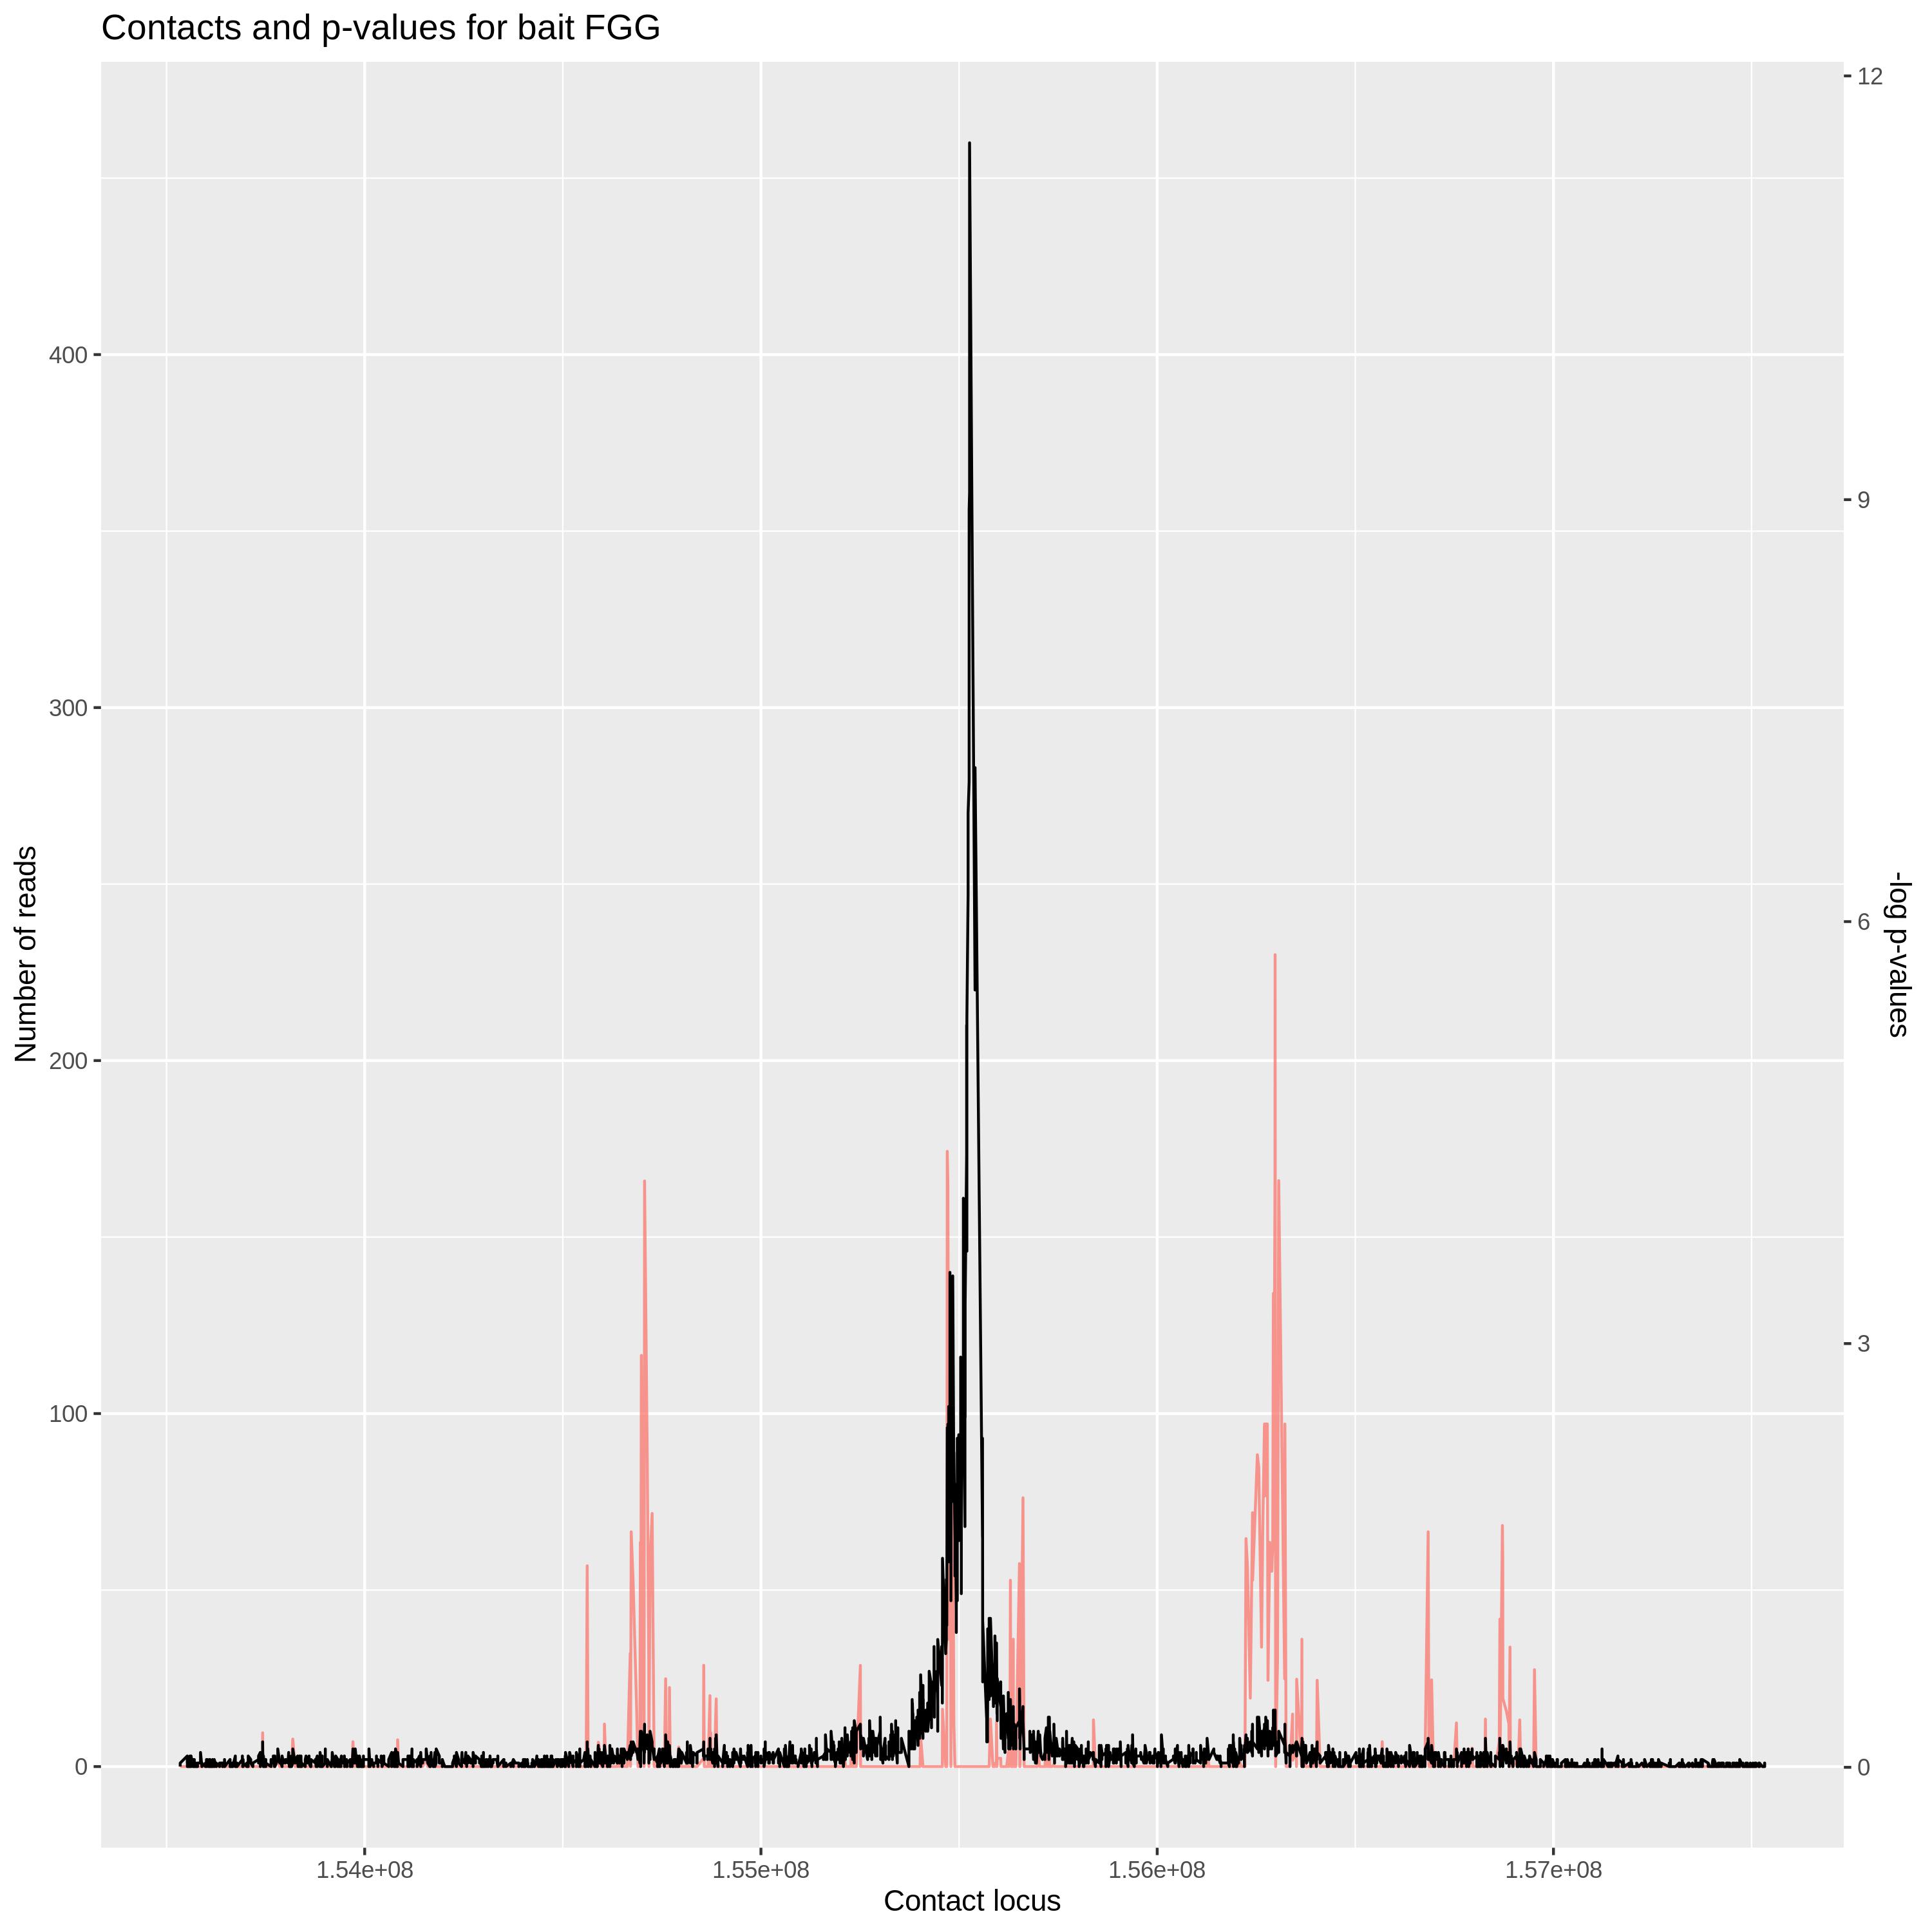 Contacts and p-values for bait FGG
Number of reads
400
300
200
100
0
12
9
6
3
0
-log p-values
1.54e+08
1.55e+08
1.56e+08
1.57e+08
Contact locus